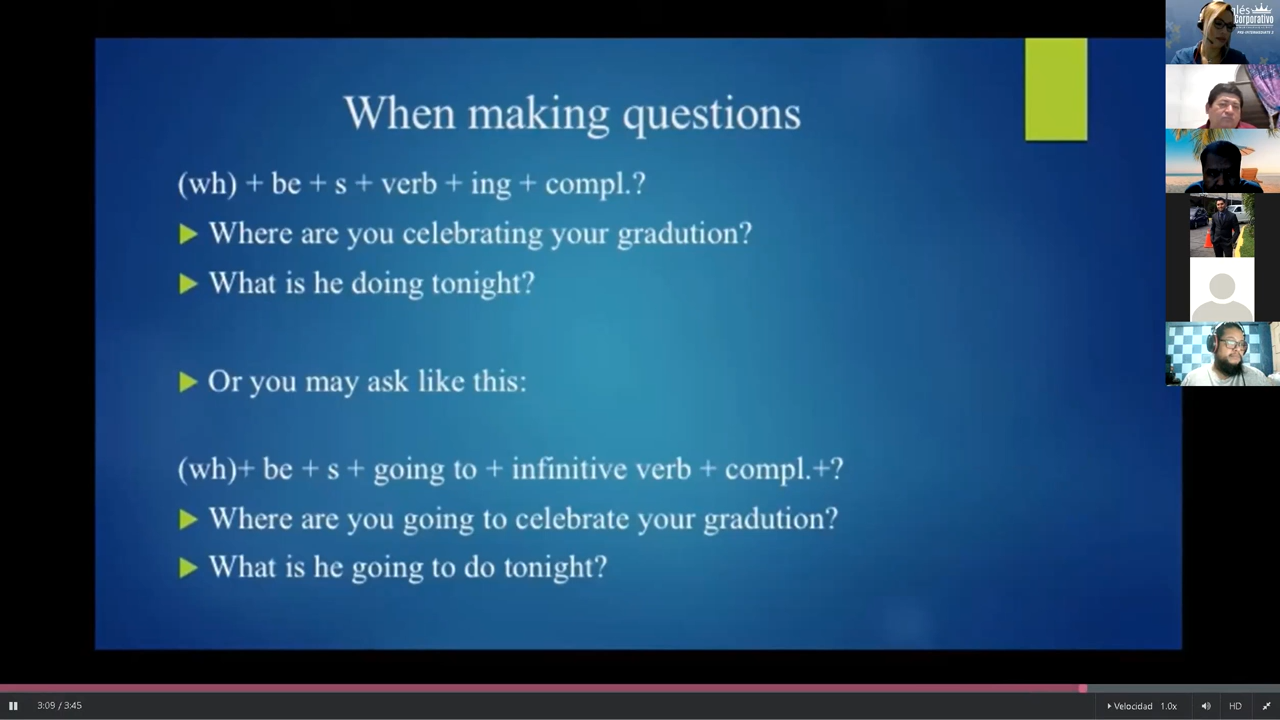 When making questions
(wh) + be + s + verb + ing + compl.?
Where are you celebrating your gradution?
What is he doing tonight?
Or you may ask like this:
(wh)+ be + s + going to + infinitive verb + compl.+?
Where are you going to celebrate your gradution?
What is he going to do tonight?
Corporativo
3:09 / 3:45
Velocidad 1.0x
HD